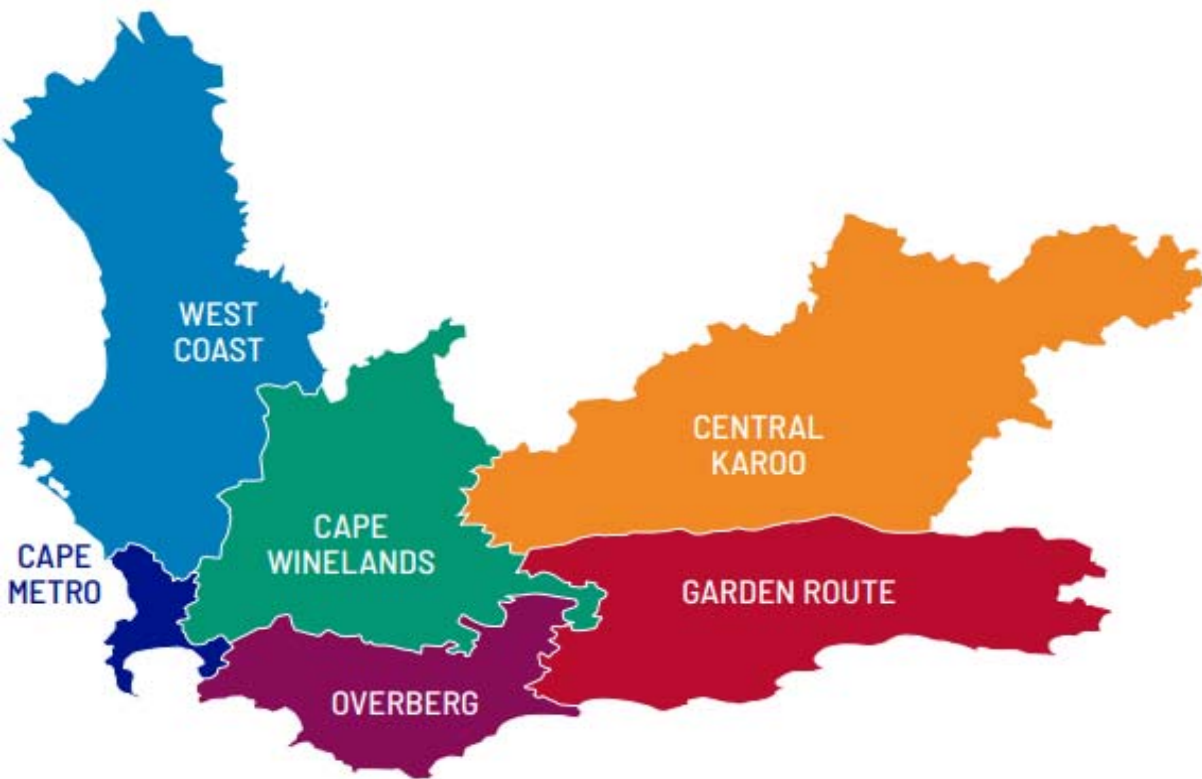 WEST
COAST
CENTRAL
KAROO
CAPE
WINELANDS
CAPE
METRO
GARDEN ROUTE
OVERBERG